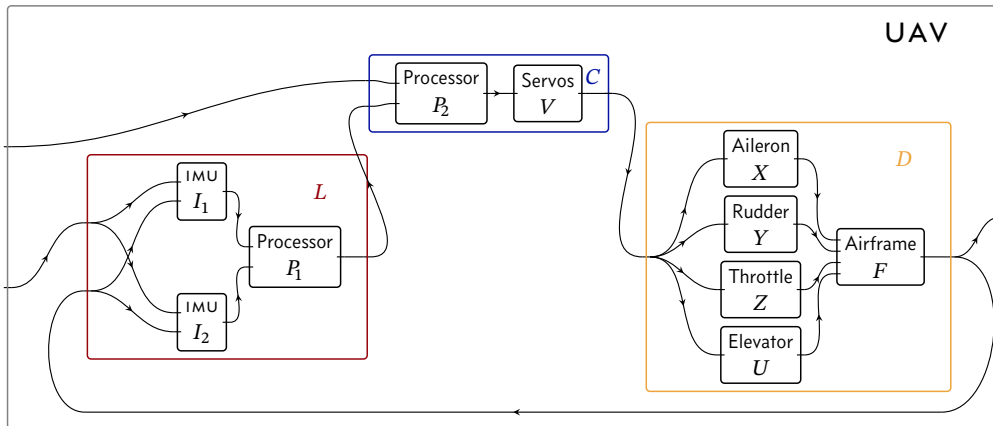 UAV
Processor
P₂
Servos
V
C
IMU
I₁
L
Processor
P₁
IMU
I₂
D
Aileron
X
Rudder
Y
Airframe
F
Throttle
Z
Elevator
U